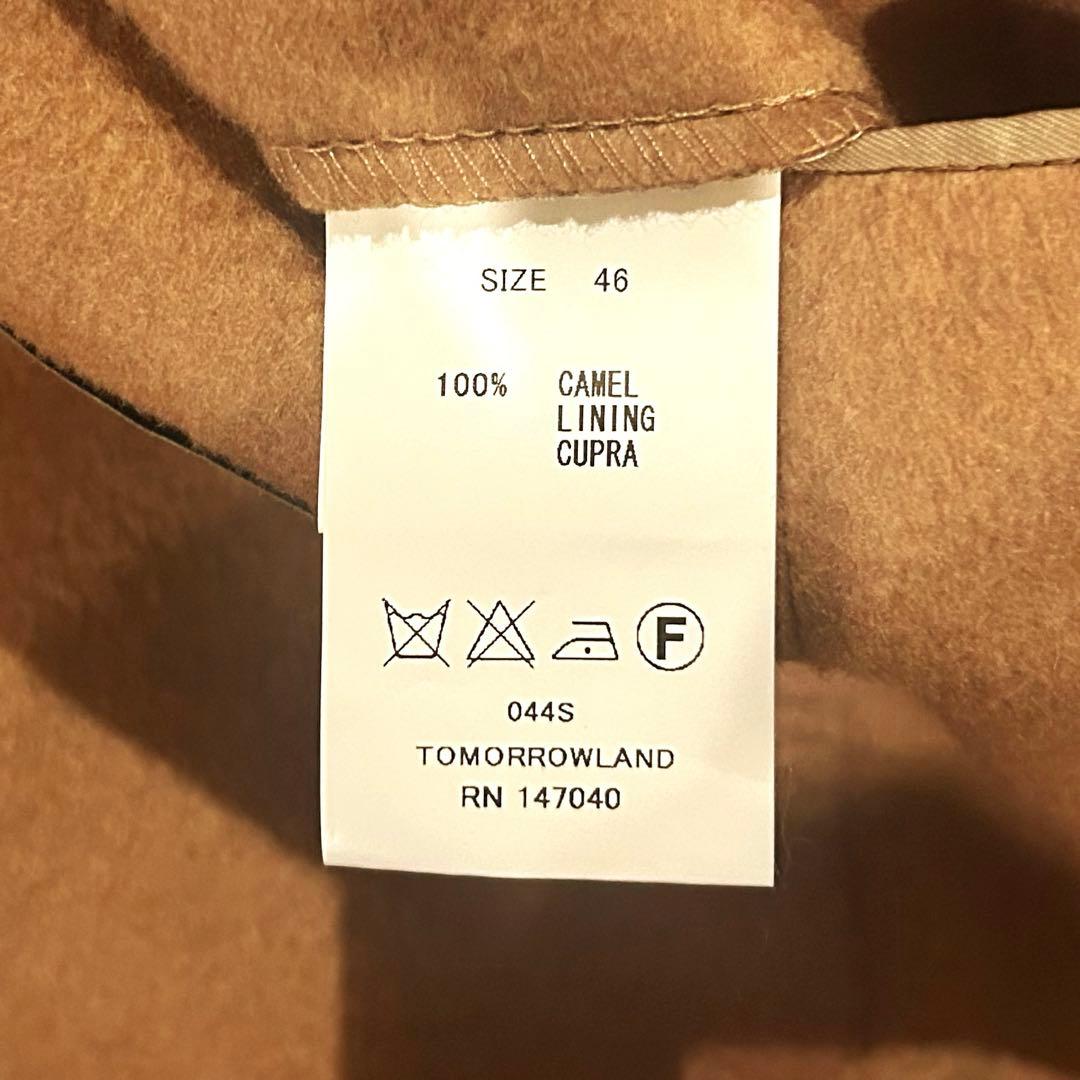 SIZE 46
100% CAMEL
LINING
CUPRA
F
044S
TOMORROWLAND
RN 147040